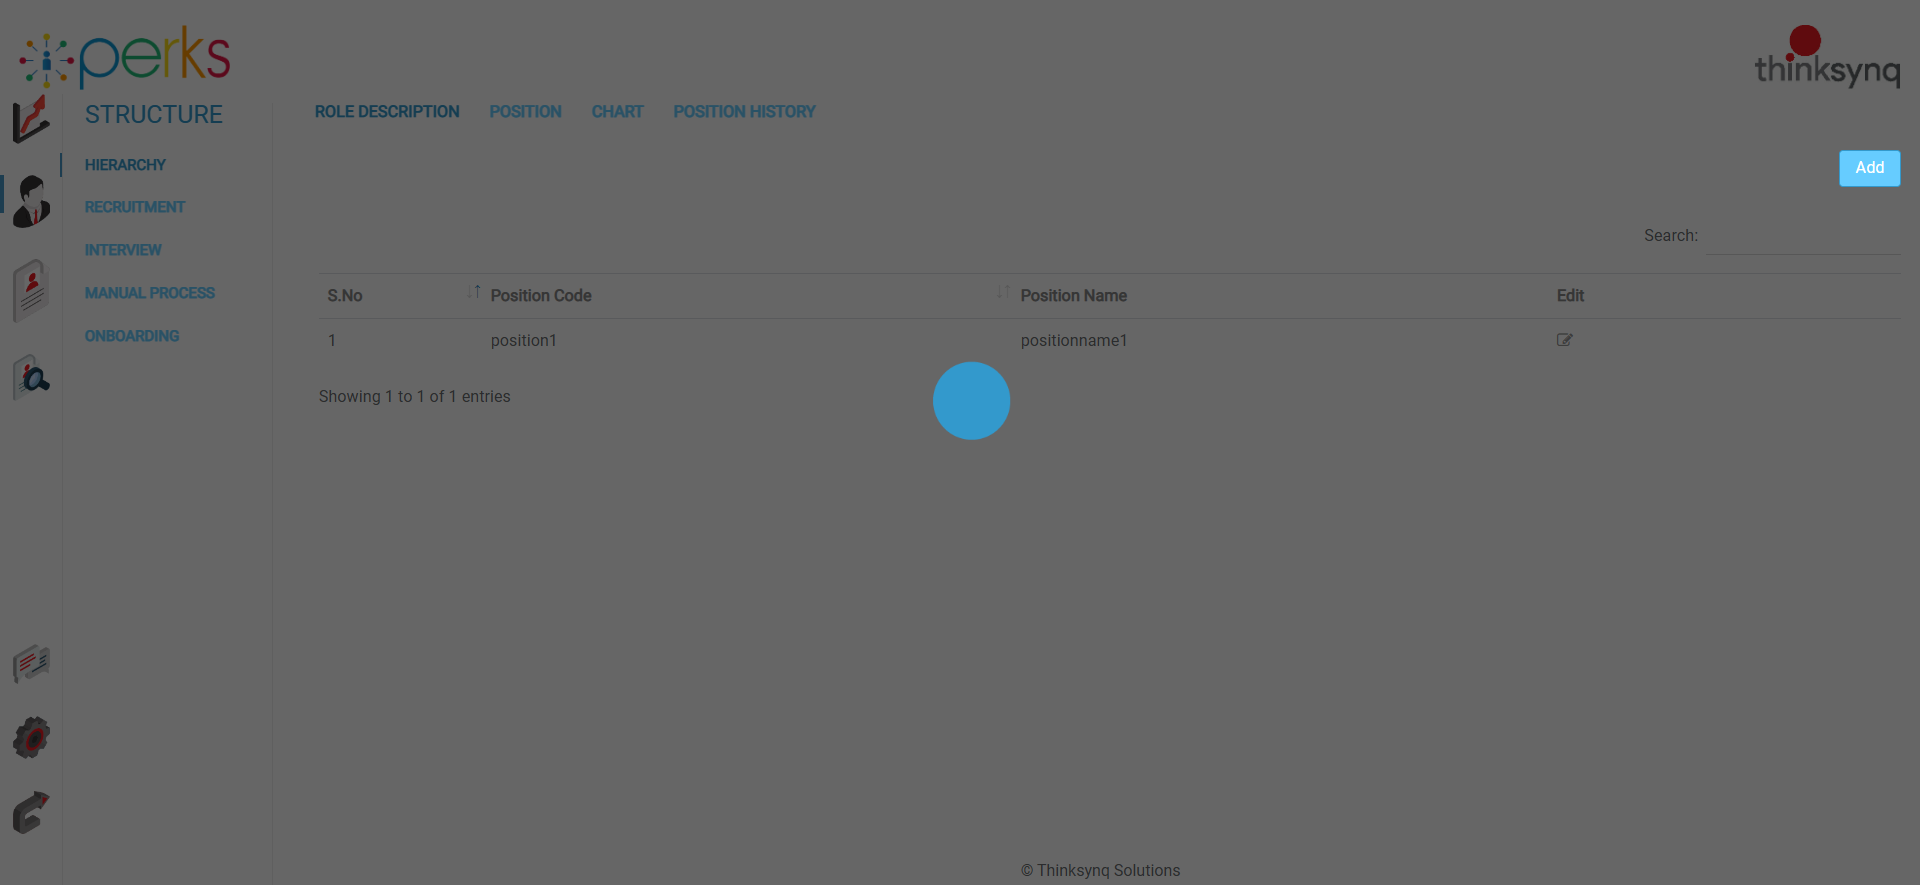 perks
thinksynq
STRUCTURE
ROLE DESCRIPTION POSITION CHART POSITION HISTORY
HIERARCHY
RECRUITMENT
INTERVIEW
MANUAL PROCESS
ONBOARDING
Add
Search:
S.No Position Code Position Name Edit
1 position1 positionname1
Showing 1 to 1 of 1 entries
© Thinksynq Solutions